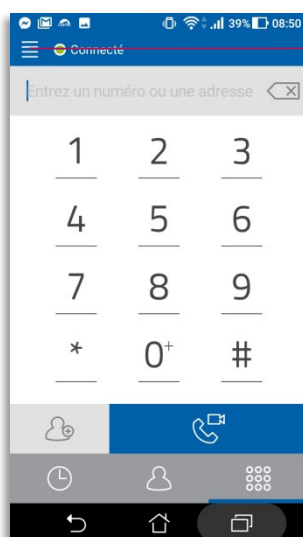 39% 08:50
Connecté
Entrez un numéro ou une adresse
1 2 3
4 5 6
7 8 9
* 0+ #